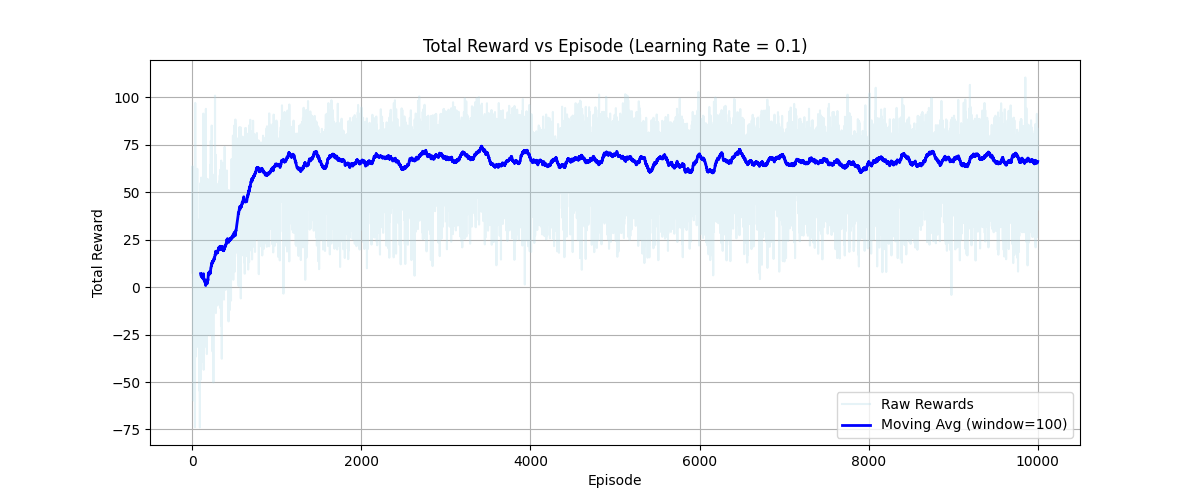 Total Reward vs Episode (Learning Rate = 0.1)
Total Reward
100
75
50
25
0
−25
−50
−75
0
2000
4000
6000
8000
10000
Episode
Raw Rewards
Moving Avg (window=100)